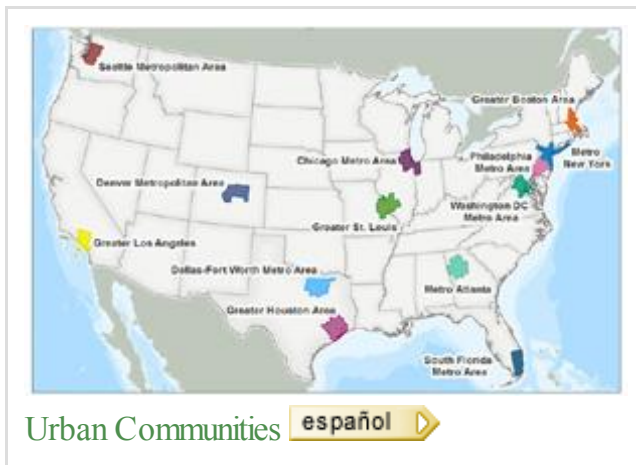 Seattle Metropolitan Area
Greater Boston Area
Chicago Metro Area
Philadelphia
Metro Area
Metro
New York
Denver Metropolitan Area
Washington DC
Metro Area
Greater St. Louis
Greater Los Angeles
Dallas-Fort Worth Metro Area
Metro Atlanta
Greater Houston Area
South Florida
Metro Area
Urban Communities español